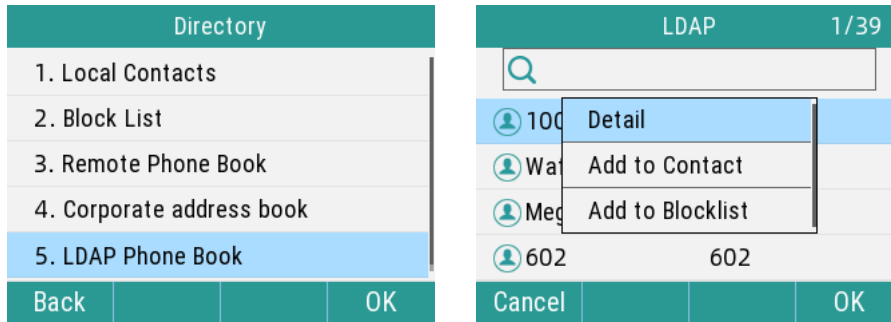 Directory
1. Local Contacts
2. Block List
3. Remote Phone Book
4. Corporate address book
5. LDAP Phone Book
Back OK
LDAP 1/39
Detail
Add to Contact
Add to Blocklist
602 602
Cancel OK